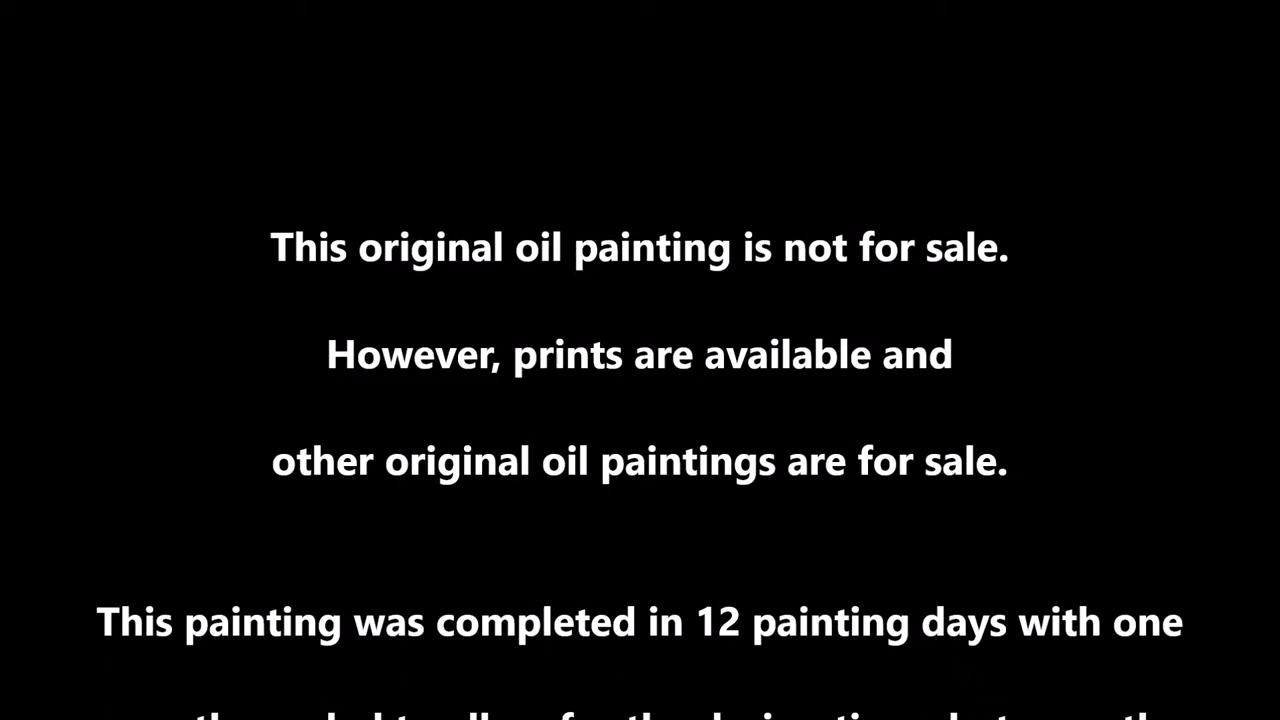 This original oil painting is not for sale.
However, prints are available and
other original oil paintings are for sale.
This painting was completed in 12 painting days with one